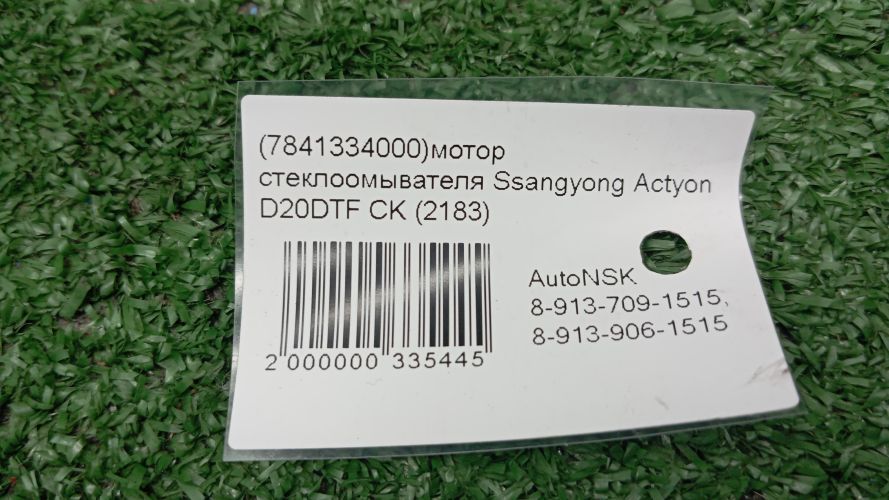 (7841334000)мотор
стеклоомывателя Ssangyong Actyon
D20DTF CK (2183)
AutoNSK
8-913-709-1515,
8-913-906-1515
2 000000 335445